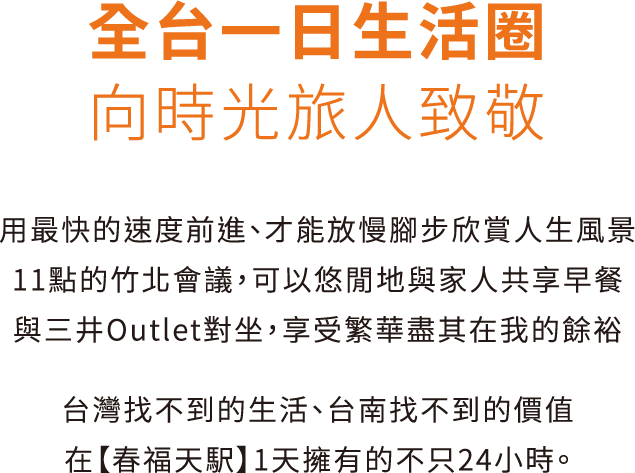 全台一日生活圈
向時光旅人致敬
用最快的速度前進、才能放慢腳步欣賞人生風景
11點的竹北會議，可以悠閒地與家人共享早餐
與三井Outlet對坐，享受繁華盡其在我的餘裕
台灣找不到的生活、台南找不到的價值
在【春福天馹】1天擁有的不只24小時。